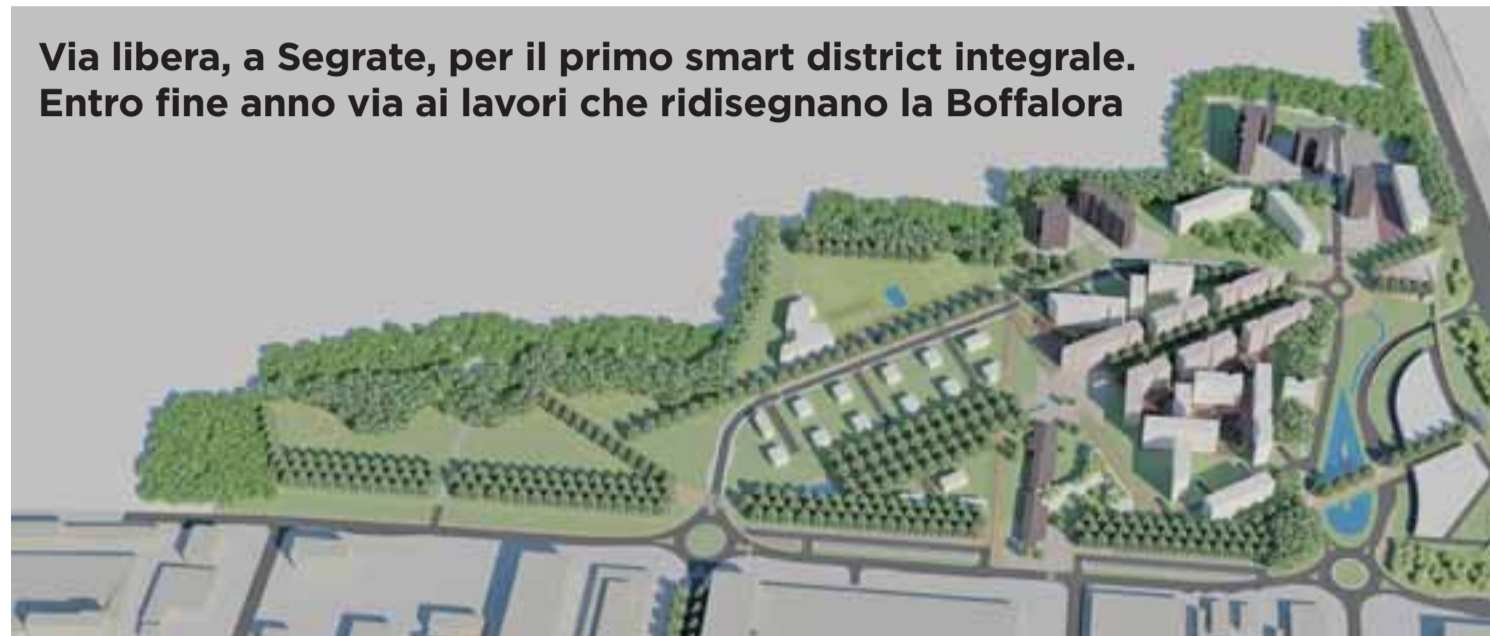 Via libera, a Segrate, per il primo smart district integrale.
Entro fine anno via ai lavori che ridisegnano la Boffalora